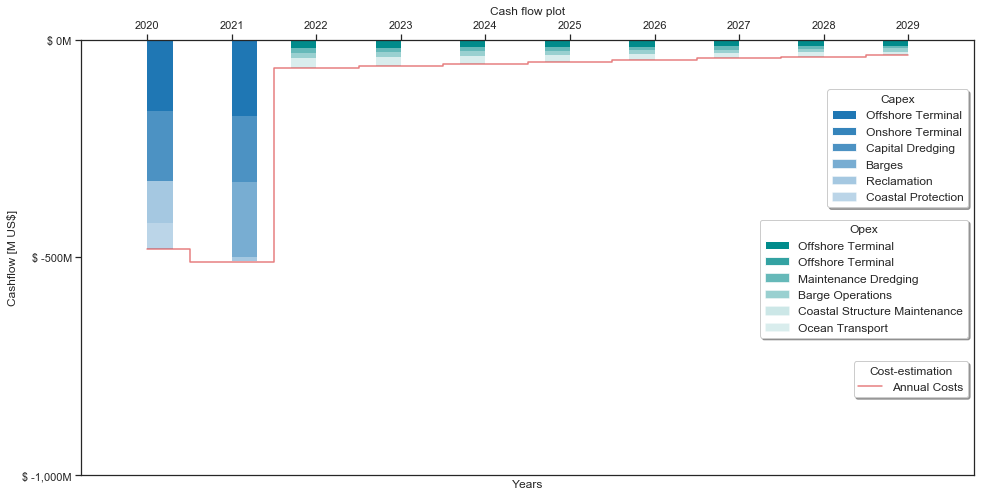 Cash flow plot
2020 2021 2022 2023 2024 2025 2026 2027 2028 2029
$ 0M
Capex
Offshore Terminal
Onshore Terminal
Capital Dredging
Barges
Reclamation
Coastal Protection
Cashflow [M US$]
Opex
Offshore Terminal
Offshore Terminal
Maintenance Dredging
Barge Operations
Coastal Structure Maintenance
Ocean Transport
$ -500M
Cost-estimation
Annual Costs
$ -1,000M
Years